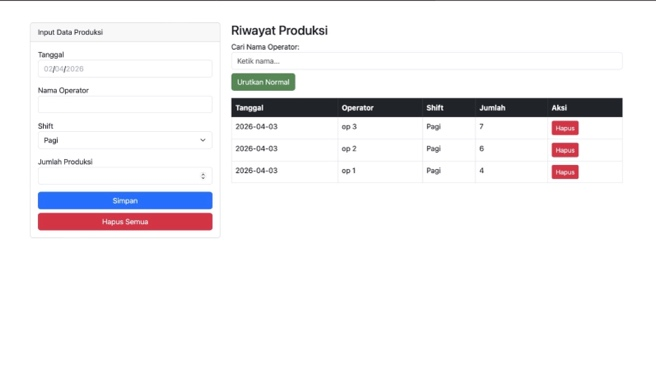 Input Data Produksi
Tanggal
02/04/2026
Nama Operator
Shift
Pagi
Jumlah Produksi
Simpan
Hapus Semua
Riwayat Produksi
Cari Nama Operator:
Ketik nama...
Urutkan Normal
Tanggal Operator Shift Jumlah Aksi
2026-04-03 op 3 Pagi 7 Hapus
2026-04-03 op 2 Pagi 6 Hapus
2026-04-03 op 1 Pagi 4 Hapus